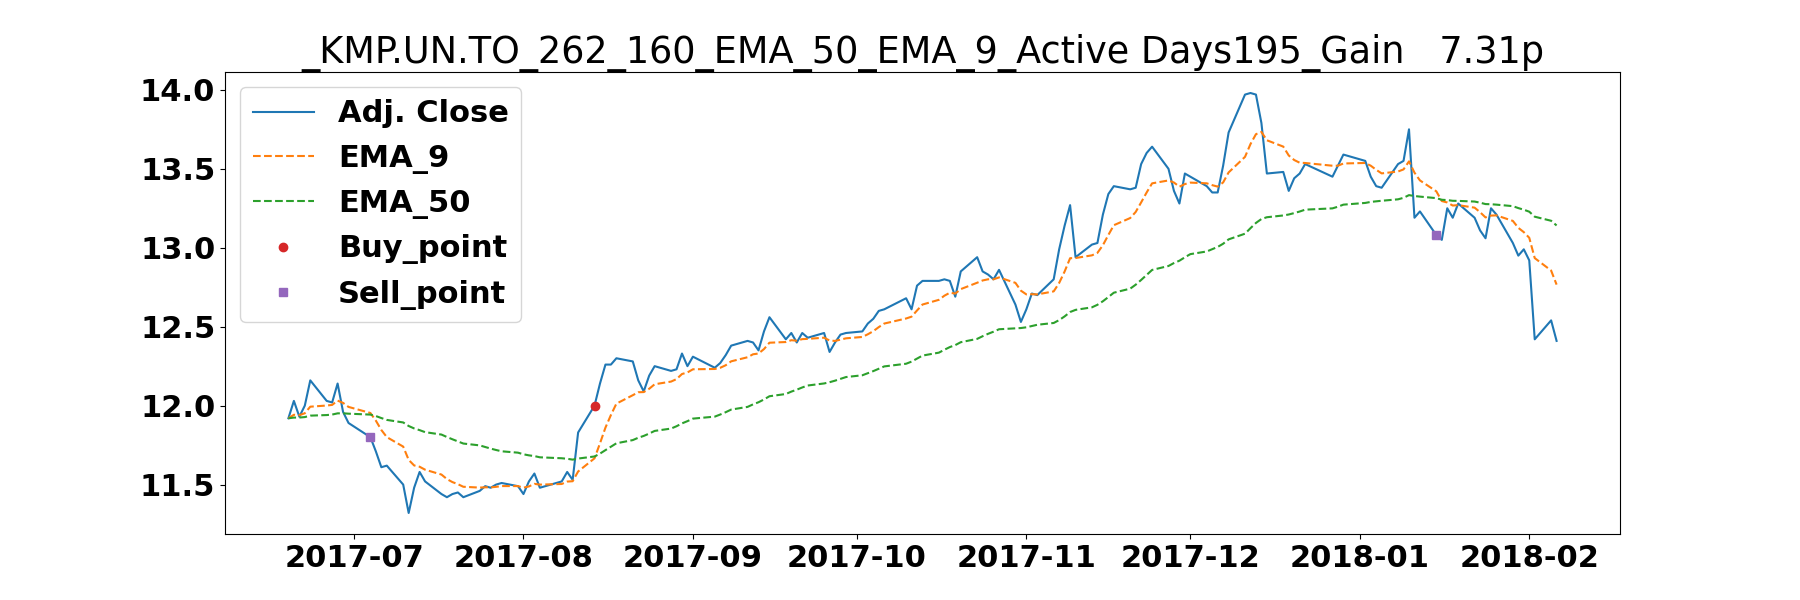 _KMP.UN.TO_262_160_EMA_50_EMA_9_Active Days195_Gain   7.31p
14.0
13.5
13.0
12.5
12.0
11.5
Adj. Close
EMA_9
EMA_50
Buy_point
Sell_point
2017-07 2017-08 2017-09 2017-10 2017-11 2017-12 2018-01 2018-02